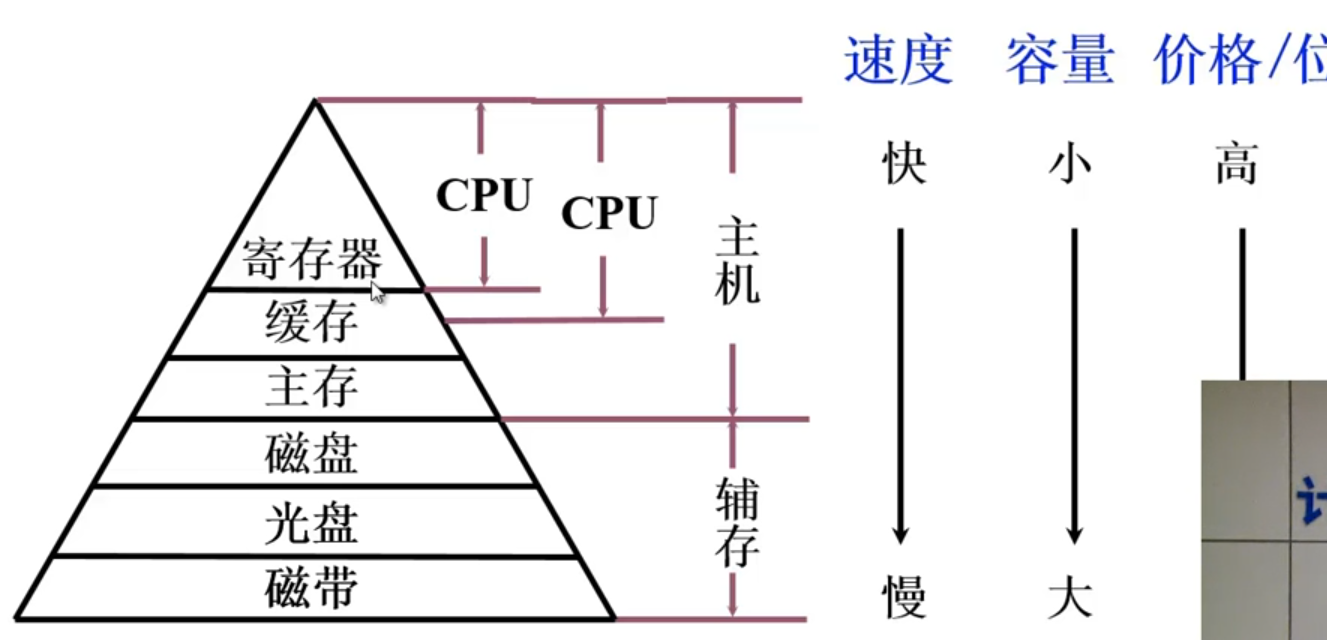 速度 容量 价格/位
快 小 高
CPU CPU
主机
寄存器
缓存
主存
磁盘
辅存
光盘
磁带
慢 大